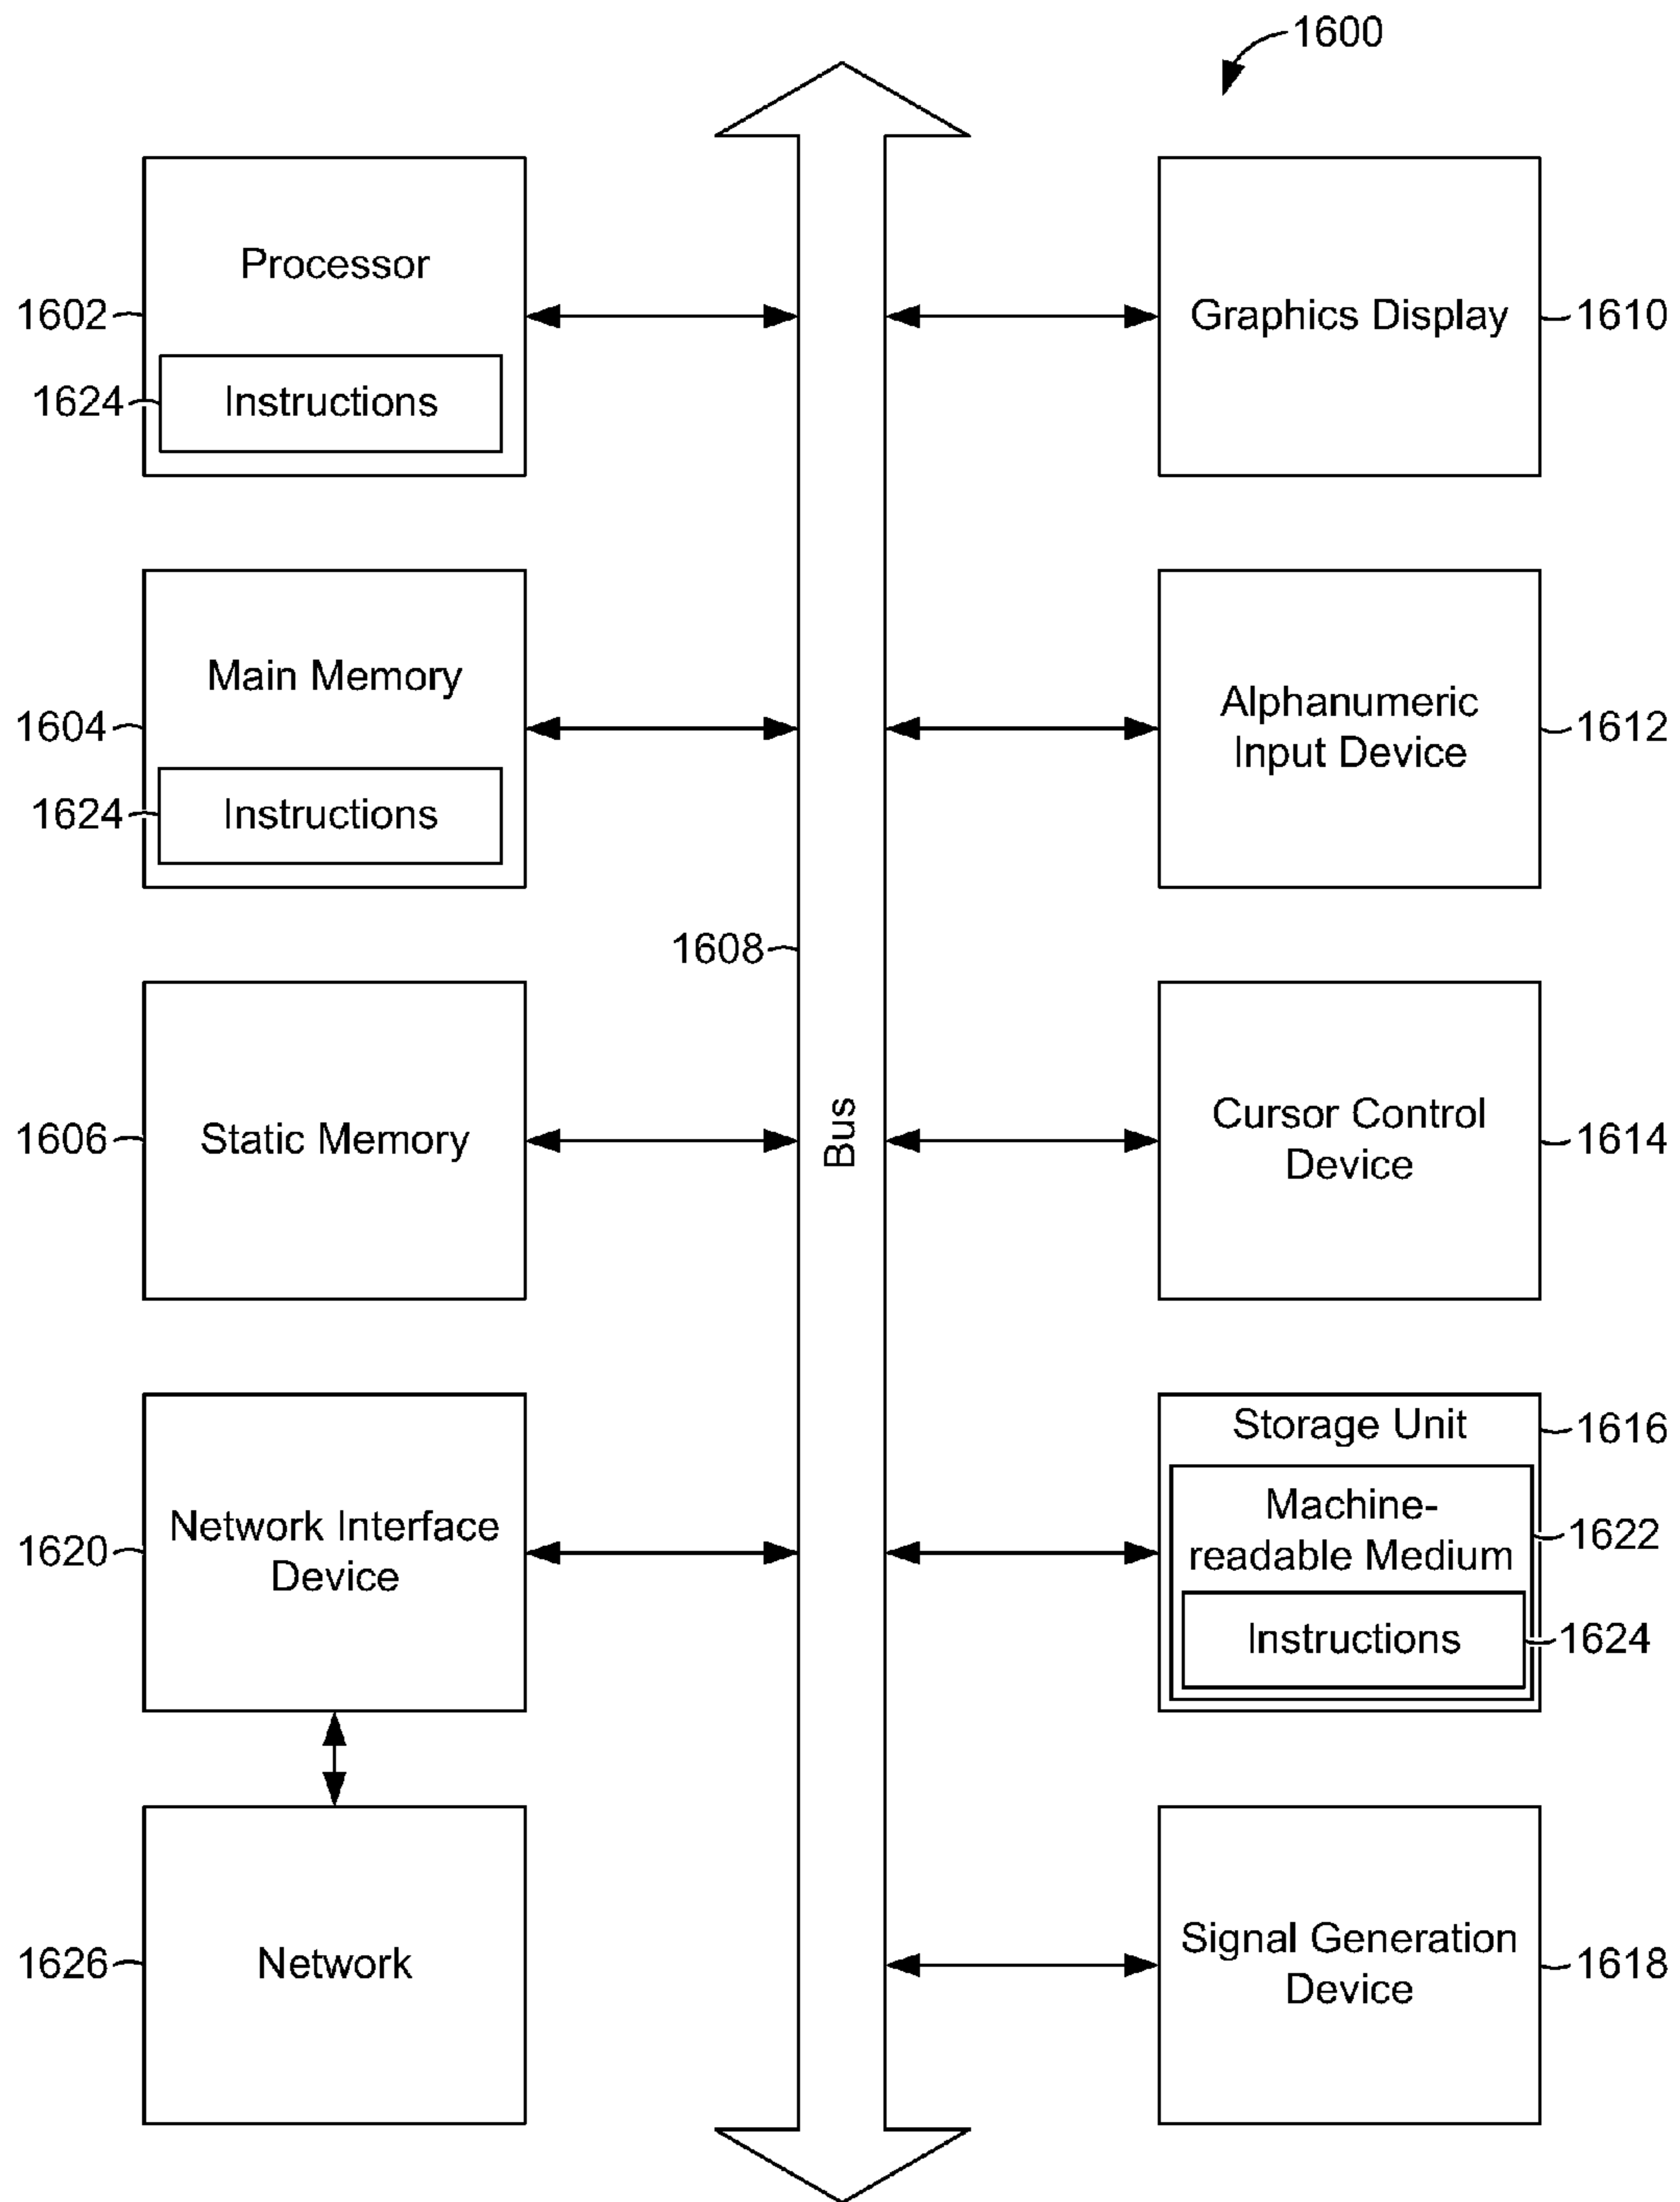 1600
Processor
1602
1624
Instructions
Graphics Display
1610
Main Memory
1604
1624
Instructions
Alphanumeric
Input Device
1612
1608
Bus
Static Memory
1606
Cursor Control
Device
1614
Network Interface
Device
1620
Storage Unit
1616
Machine-
readable Medium
1622
Instructions
1624
Network
1626
Signal Generation
Device
1618